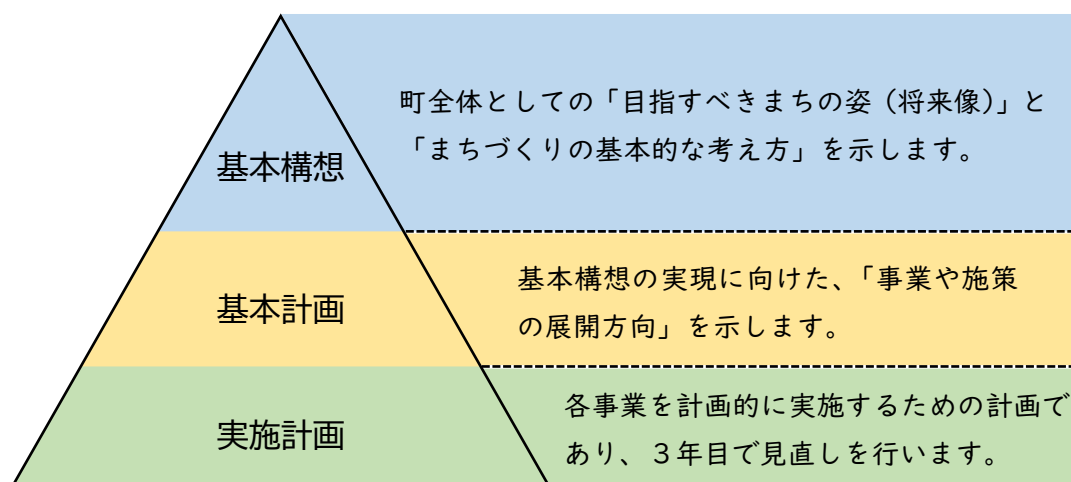 基本構想
町全体としての「目指すべきまちの姿（将来像）」と
「まちづくりの基本的な考え方」を示します。
基本計画
基本構想の実現に向けた、「事業や施策
の展開方向」を示します。
実施計画
各事業を計画的に実施するための計画で
あり、３年目で見直しを行います。